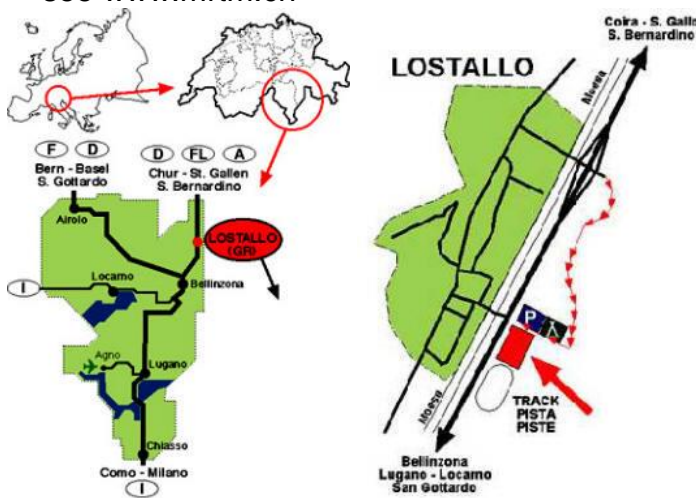 F D
Bern - Basel
S. Gottardo
D FL A
Chur - St. Gallen
S. Bernardino
Airolo
LOSTALLO
(GR)
Locarno
I
Bellinzona
Agno
Lugano
Chiasso
Como - Milano
I
Coira - S. Gallo
S. Bernardino
LOSTALLO
Moesa
P
Moesa
TRACK
PISTA
PISTE
Bellinzona
Lugano - Locarno
San Gottardo